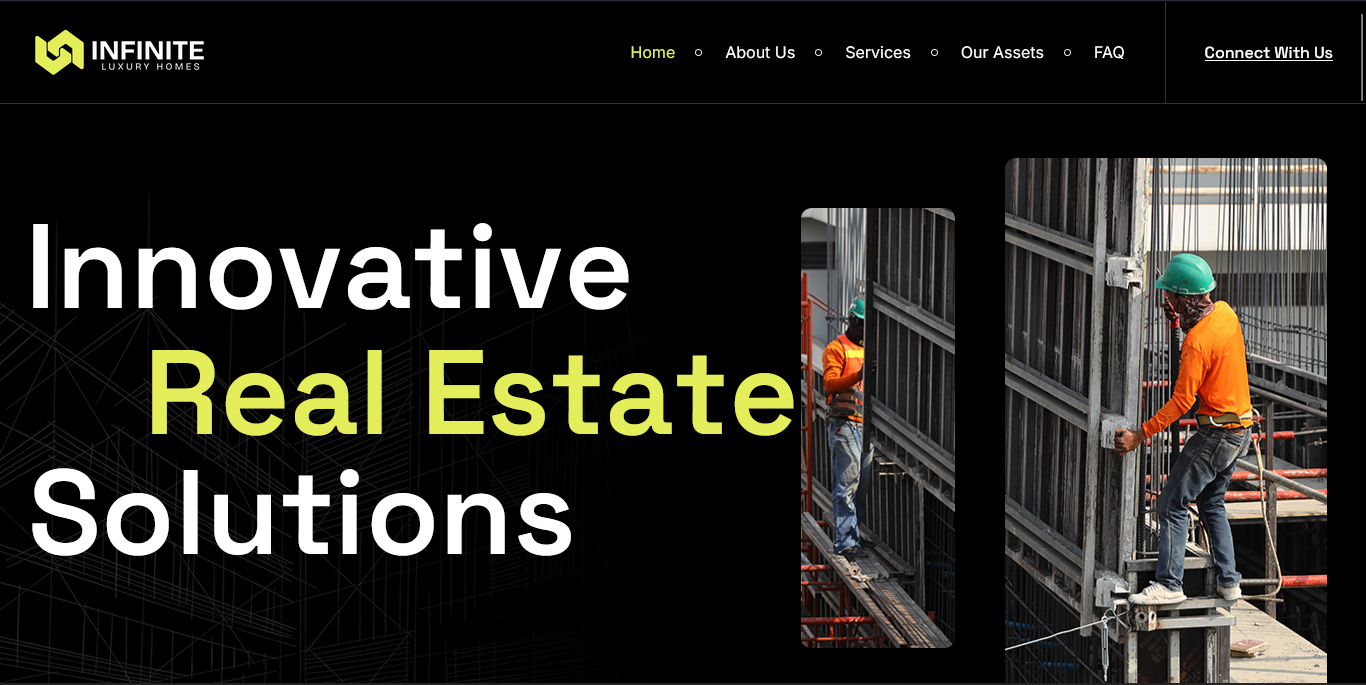 INFINITE
LUXURY HOMES
Home
About Us
Services
Our Assets
FAQ
Connect With Us
Innovative
Real Estate
Solutions